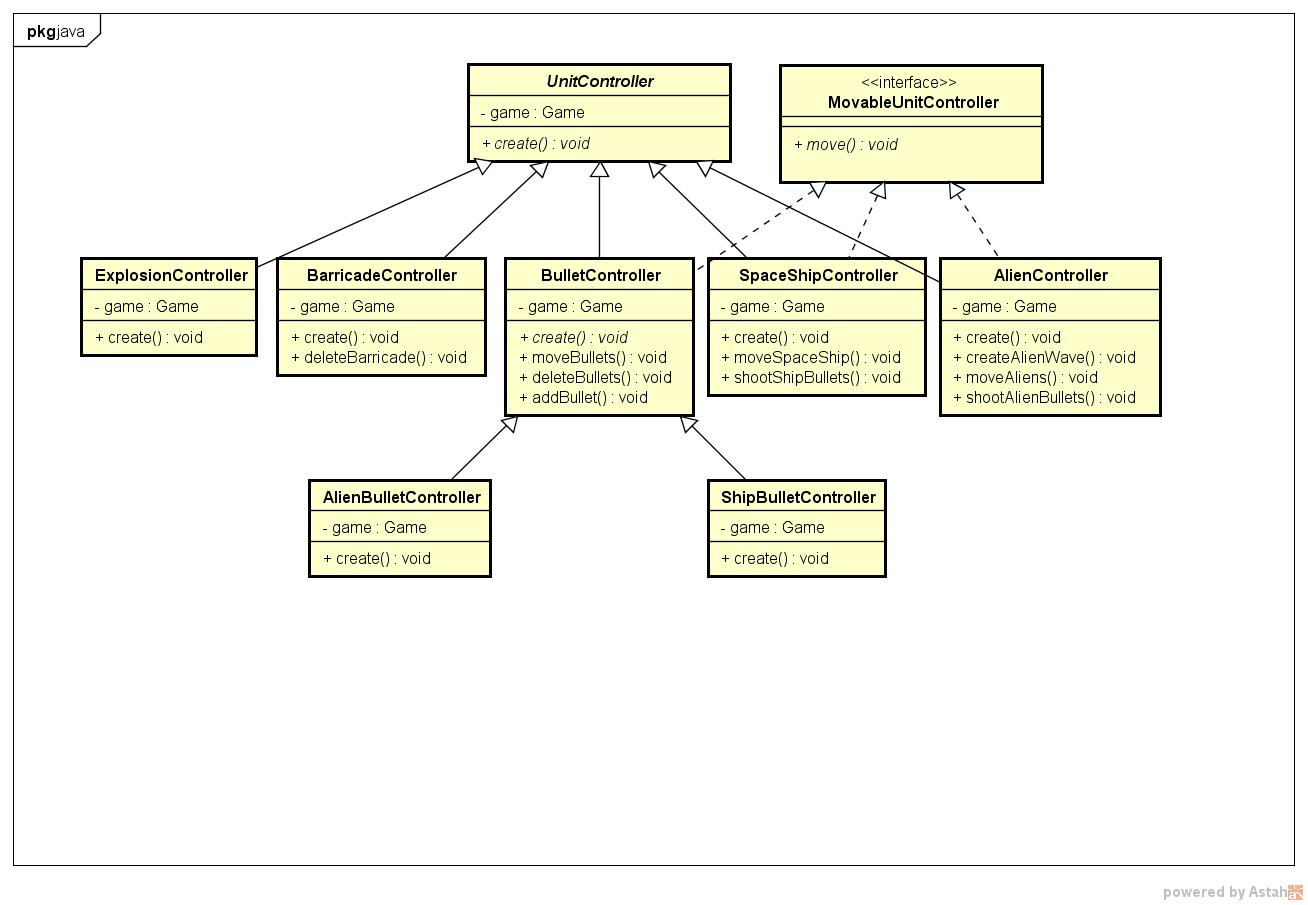 pkg java
UnitController
- game : Game
+ create() : void
<<interface>>
MovableUnitController
+ move() : void
ExplosionController
- game : Game
+ create() : void
BarricadeController
- game : Game
+ create() : void
+ deleteBarricade() : void
BulletController
- game : Game
+ create() : void
+ moveBullets() : void
+ deleteBullets() : void
+ addBullet() : void
SpaceShipController
- game : Game
+ create() : void
+ moveSpaceShip() : void
+ shootShipBullets() : void
AlienController
- game : Game
+ create() : void
+ createAlienWave() : void
+ moveAliens() : void
+ shootAlienBullets() : void
AlienBulletController
- game : Game
+ create() : void
ShipBulletController
- game : Game
+ create() : void
powered by Astah